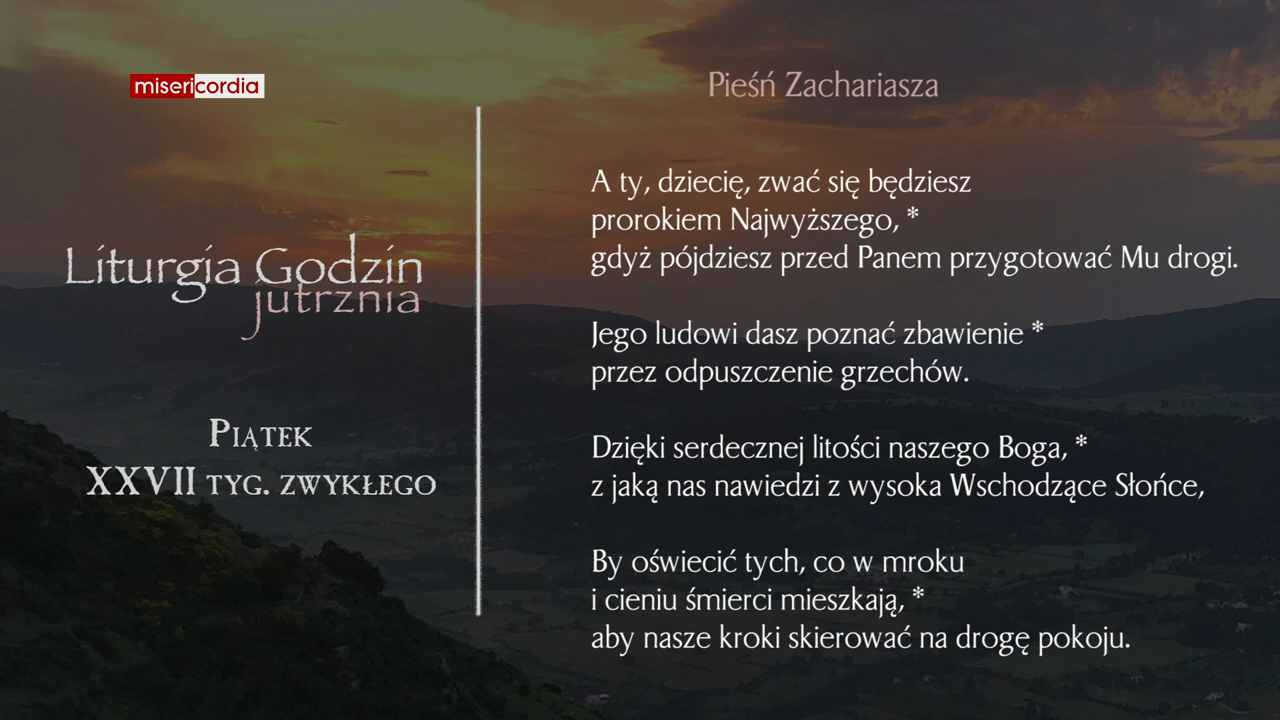 misericordia
Liturgia Godzin
jutrznia
Piątek
XXVII tyg. zwykłego
Pieśń Zachariasza
A ty, dziecię, zwać się będziesz
prorokiem Najwyższego, *
gdyż pójdziesz przed Panem przygotować Mu drogi.
Jego ludowi dasz poznać zbawienie *
przez odpuszczenie grzechów.
Dzięki serdecznej litości naszego Boga, *
z jaką nas nawiedzi z wysoka Wschodzące Słońce,
By oświecić tych, co w mroku
i cieniu śmierci mieszkają, *
aby nasze kroki skierować na drogę pokoju.